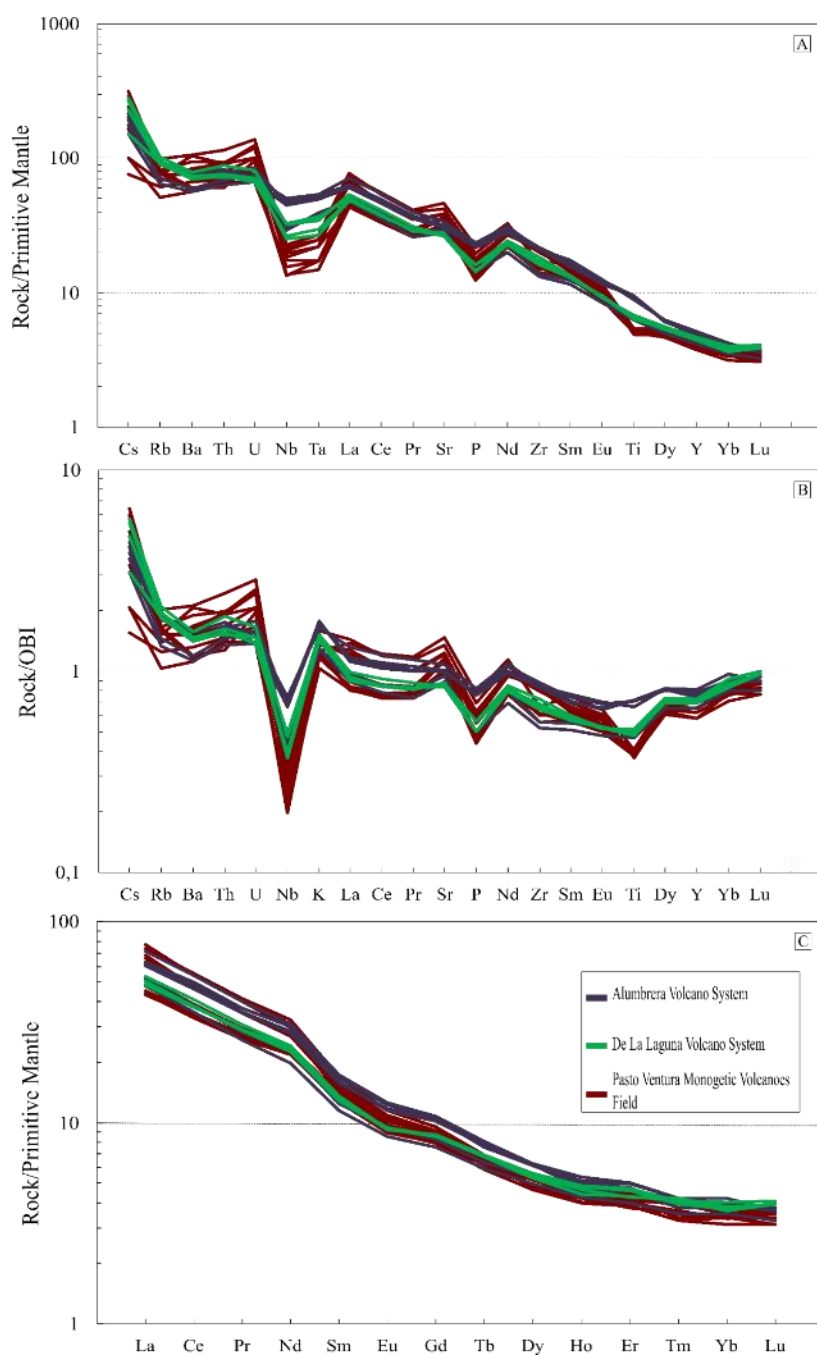 1000
A
100
Rock/Primitive Mantle
10
1
Cs Rb Ba Th U Nb Ta La Ce Pr Sr P Nd Zr Sm Eu Ti Dy Y Yb Lu
10
B
Rock/OBI
1
0,1
Cs Rb Ba Th U Nb K La Ce Pr Sr P Nd Zr Sm Eu Ti Dy Y Yb Lu
100
C
Alumbrera Volcano System
De La Laguna Volcano System
Pasto Ventura Monogetic Volcanoes
Field
Rock/Primitive Mantle
10
1
La Ce Pr Nd Sm Eu Gd Tb Dy Ho Er Tm Yb Lu